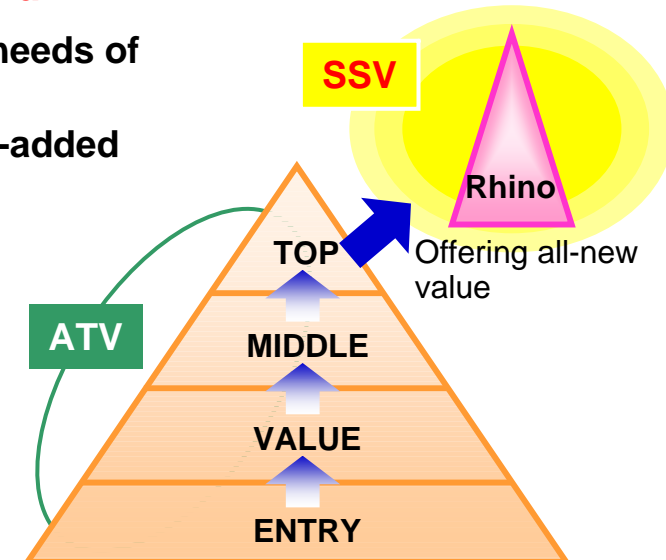 needs of
-added
SSV
Rhino
Offering all-new
value
TOP
ATV
MIDDLE
VALUE
ENTRY